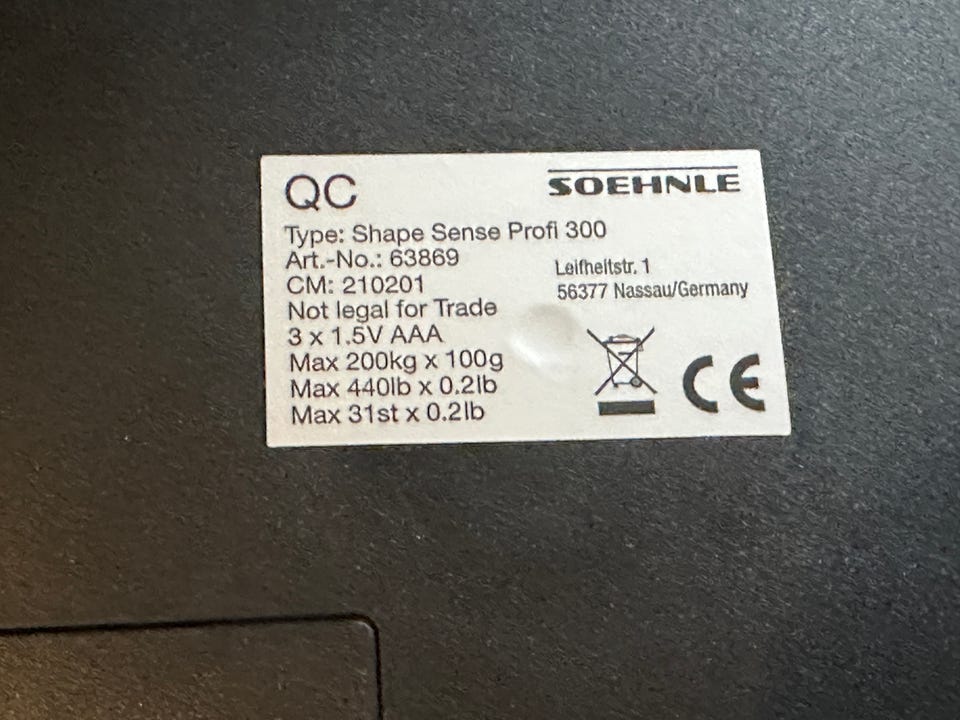 QC
SOEHNLE
Type: Shape Sense Profi 300
Art.-No.: 63869
CM: 210201
Not legal for Trade
3 x 1.5V AAA
Max 200kg x 100g
Max 440lb x 0.2lb
Max 31st x 0.2lb
Leifheitstr. 1
56377 Nassau/Germany
CE